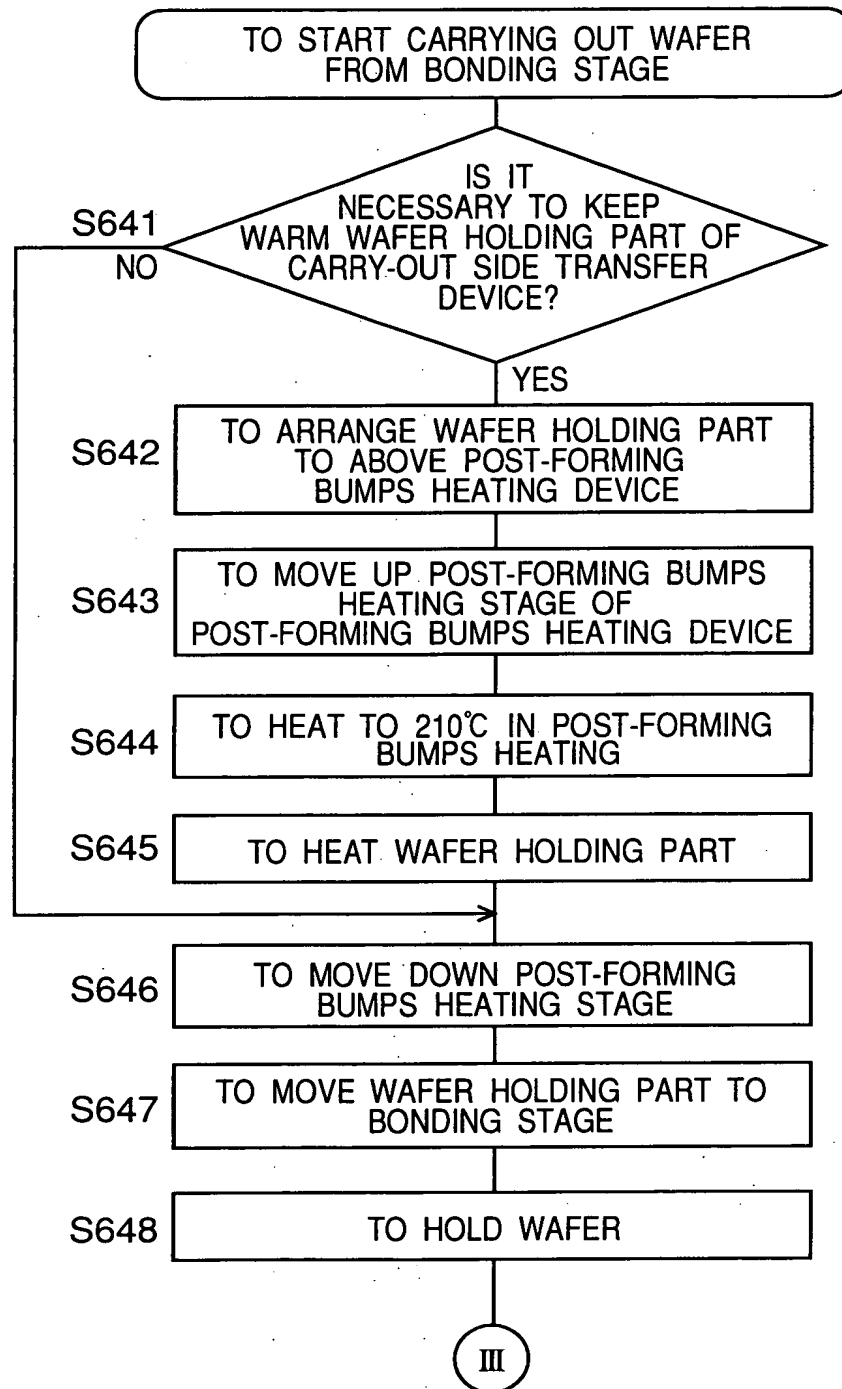 TO START CARRYING OUT WAFER
FROM BONDING STAGE
IS IT
NECESSARY TO KEEP
WARM WAFER HOLDING PART OF
CARRY-OUT SIDE TRANSFER
DEVICE?
S641
NO
YES
S642
TO ARRANGE WAFER HOLDING PART
TO ABOVE POST-FORMING
BUMPS HEATING DEVICE
S643
TO MOVE UP POST-FORMING BUMPS
HEATING STAGE OF
POST-FORMING BUMPS HEATING DEVICE
S644
TO HEAT TO 210℃ IN POST-FORMING
BUMPS HEATING
S645
TO HEAT WAFER HOLDING PART
S646
TO MOVE DOWN POST-FORMING
BUMPS HEATING STAGE
S647
TO MOVE WAFER HOLDING PART TO
BONDING STAGE
S648
TO HOLD WAFER
III